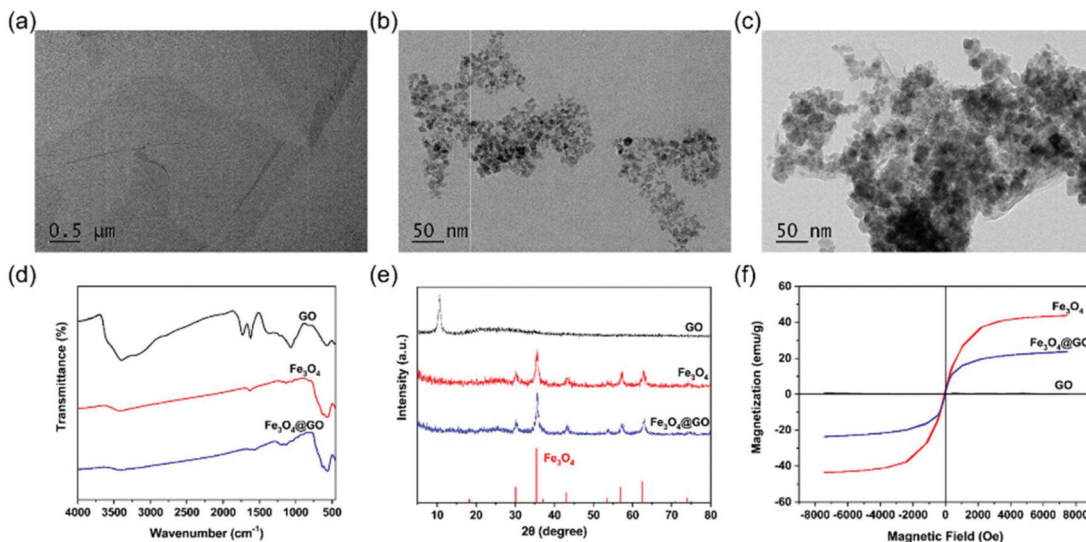 (a)
0.5 µm
(b)
50 nm
(c)
50 nm
(d)
Transmittance (%)
GO
Fe₃O₄
Fe₃O₄@GO
4000 3500 3000 2500 2000 1500 1000 500
Wavenumber (cm⁻¹)
(e)
Intensity (a.u.)
GO
Fe₃O₄
Fe₃O₄@GO
Fe₃O₄
10 20 30 40 50 60 70 80
2θ (degree)
(f)
Magnetization (emu/g)
60
40
20
0
-20
-40
-60
Fe₃O₄
Fe₃O₄@GO
GO
-8000 -6000 -4000 -2000 0 2000 4000 6000 8000
Magnetic Field (Oe)